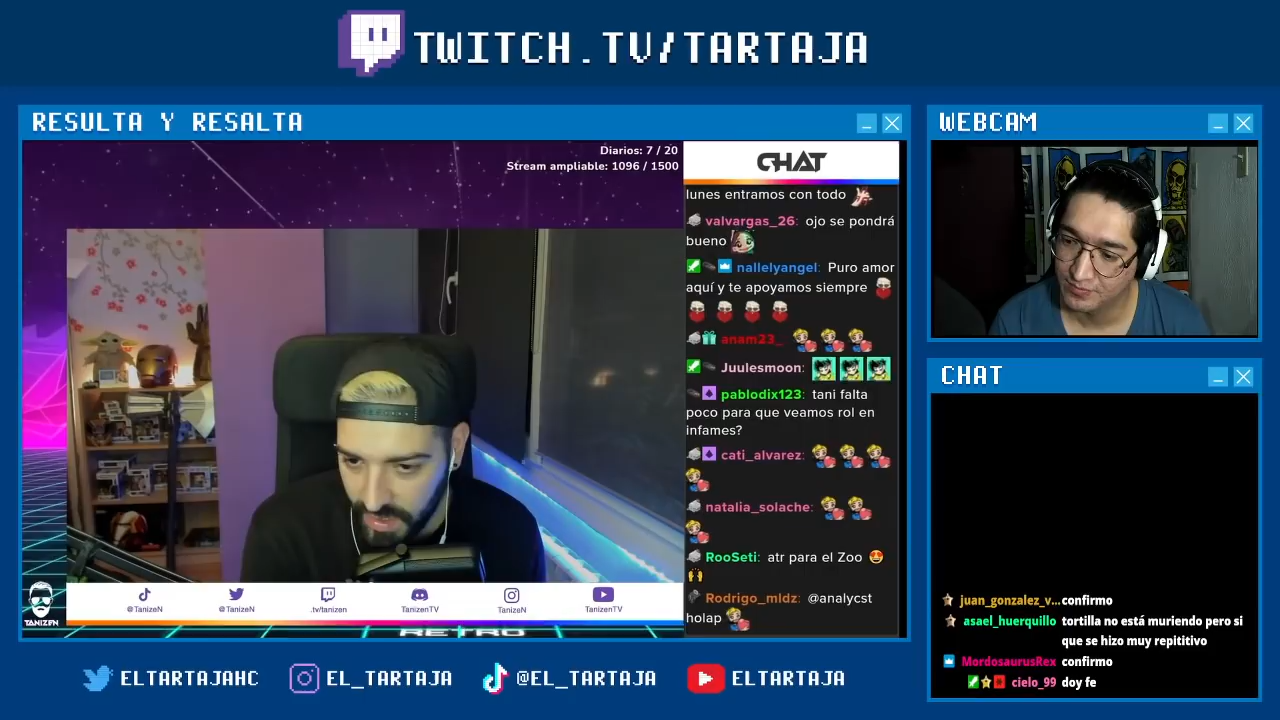 TWITCH.TV/TARTAJA
RESULTA Y RESALTA
Diarios: 7 / 20
Stream ampliable: 1096 / 1500
CHAT
lunes entramos con todo
valvargas_26: ojo se pondrá
bueno
nallelyangel: Puro amor
aquí y te apoyamos siempre
anam23_
Juulesmoon:
pablodix123: tani falta
poco para que veamos rol en
infames?
cati_alvarez:
natalia_solache:
RooSeti: atr para el Zoo
Rodrigo_mldz: @analycst
holap
TANIZEN
@TanizeN
@TanizeN
.tv/tanizen
TanizenTV
TanizeN
TanizenTV
RETRO
WEBCAM
CHAT
juan_gonzalez_v... confirmo
asael_huerquillo tortilla no está muriendo pero si
que se hizo muy repititivo
MordosaurusRex confirmo
cielo_99 doy fe
ELTARTAJAHC
EL_TARTAJA
@EL_TARTAJA
ELTARTAJA